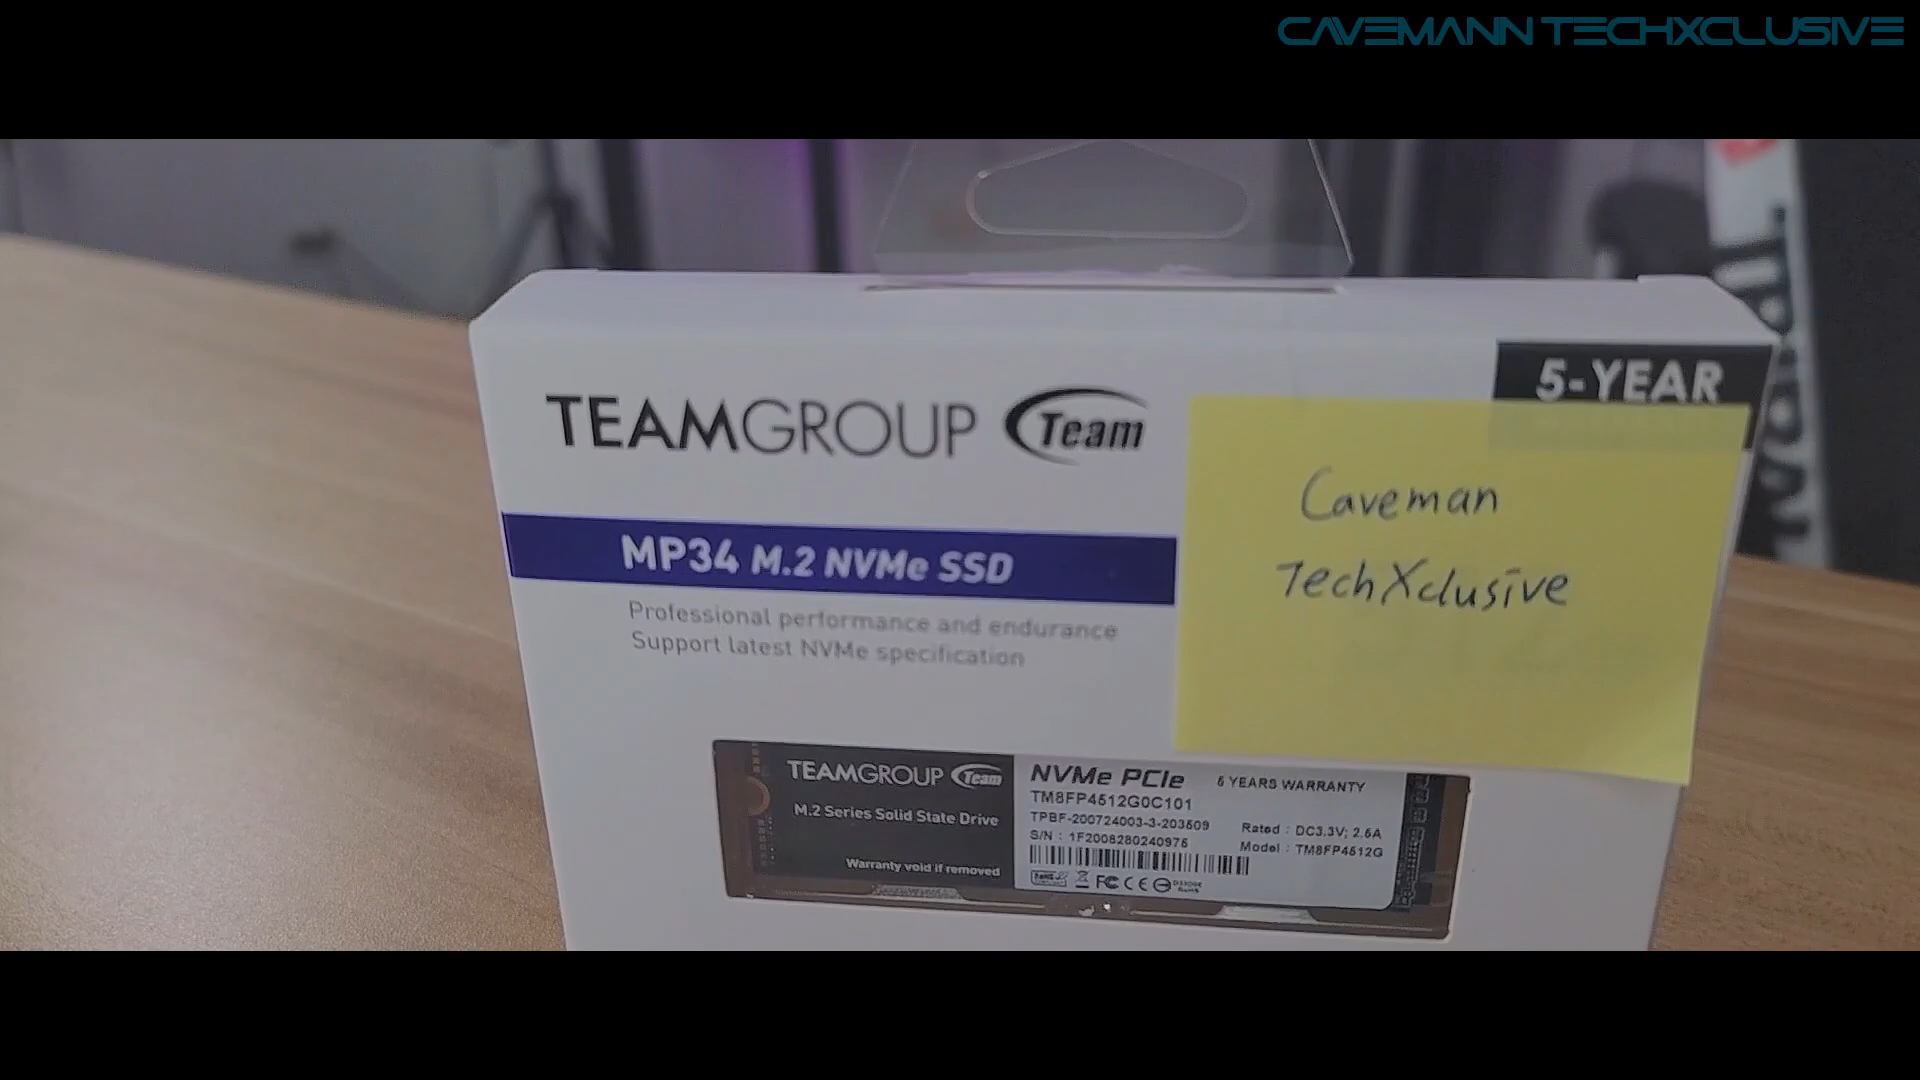 CAVEMANN TECHXCLUSIVE
5-YEAR
TEAMGROUP Team
Caveman
TechXclusive
MP34 M.2 NVMe SSD
Professional performance and endurance
Support latest NVMe specification
TEAMGROUP Team
M.2 Series Solid State Drive
Warranty void if removed
NVMe PCIe 5 YEARS WARRANTY
TM8FP4512G0C101
TPBF-200724003-3-203509
S/N : 1F2008280240975
Rated : DC3.3V; 2.5A
Model : TM8FP4512G
FC CE